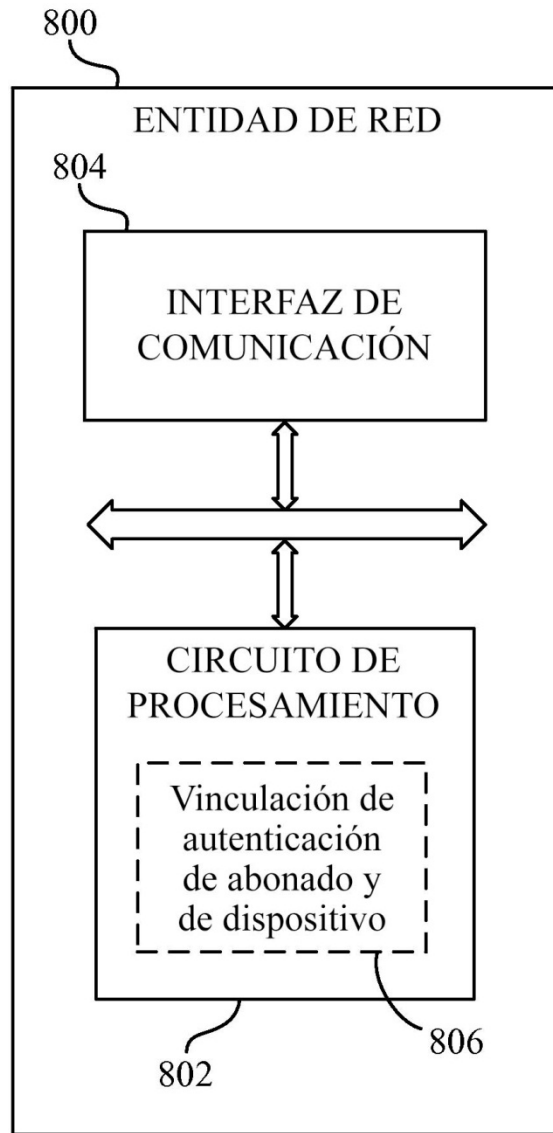 800
ENTIDAD DE RED
804
INTERFAZ DE
COMUNICACIÓN
CIRCUITO DE
PROCESAMIENTO
Vinculación de
autenticación
de abonado y
de dispositivo
806
802